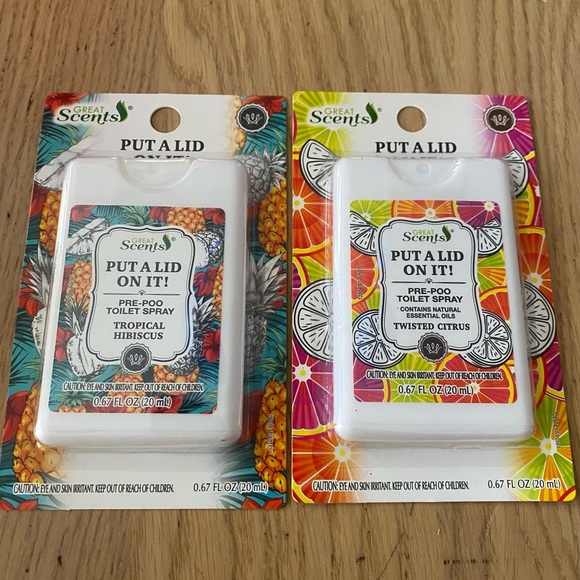 GREAT
Scents®
PUT A LID
ON IT!
GREAT
Scents®
PUT A LID
ON IT!
PRE-POO
TOILET SPRAY
TROPICAL
HIBISCUS
CAUTION: EYE AND SKIN IRRITANT. KEEP OUT OF REACH OF CHILDREN.
0.67 FL OZ (20 mL)
CAUTION: EYE AND SKIN IRRITANT. KEEP OUT OF REACH OF CHILDREN.
0.67 FL OZ (20 mL)
GREAT
Scents®
PUT A LID
GREAT
Scents®
PUT A LID
ON IT!
PRE-POO
TOILET SPRAY
CONTAINS NATURAL
ESSENTIAL OILS
TWISTED CITRUS
CAUTION: EYE AND SKIN IRRITANT. KEEP OUT OF REACH OF CHILDREN.
0.67 FL OZ (20 mL)
CAUTION: EYE AND SKIN IRRITANT. KEEP OUT OF REACH OF CHILDREN.
0.67 FL OZ (20 mL)